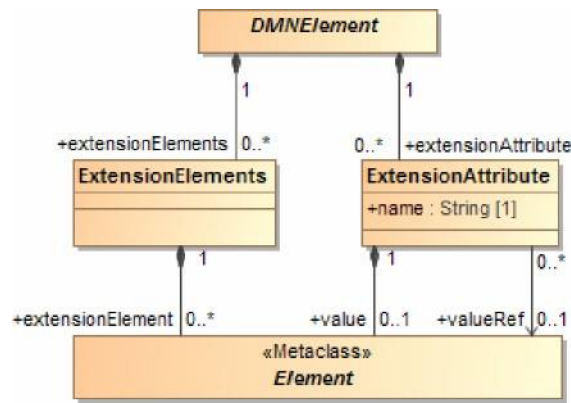 DMNElement
1 1
+extensionElements 0..* 0..* +extensionAttribute
ExtensionElements ExtensionAttribute
+name : String [1]
1 1 0..*
+extensionElement 0..* +value 0..1 +valueRef 0..1
«Metaclass»
Element